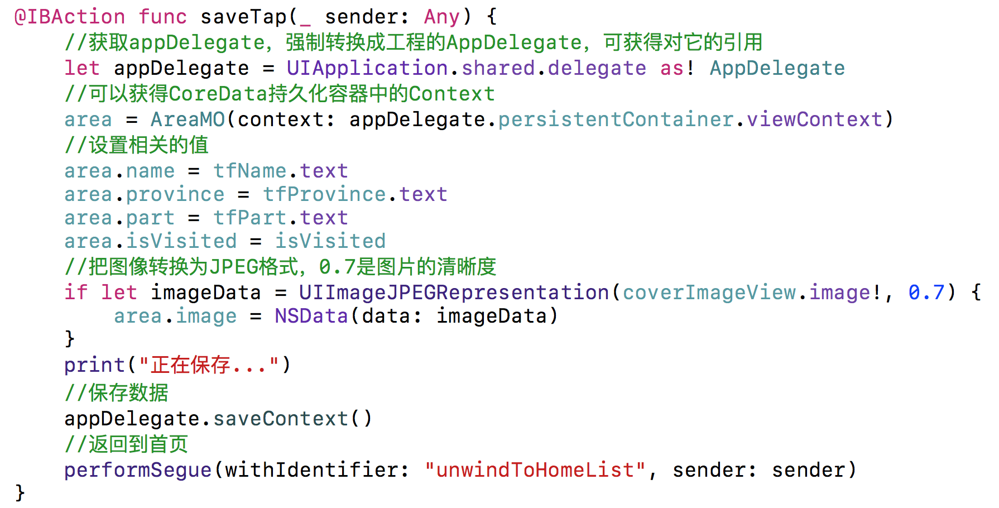 @IBAction func saveTap(_ sender: Any) {
    //获取appDelegate，强制转换成工程的AppDelegate，可获得对它的引用
    let appDelegate = UIApplication.shared.delegate as! AppDelegate
    //可以获得CoreData持久化容器中的Context
    area = AreaMO(context: appDelegate.persistentContainer.viewContext)
    //设置相关的值
    area.name = tfName.text
    area.province = tfProvince.text
    area.part = tfPart.text
    area.isVisited = isVisited
    //把图像转换为JPEG格式，0.7是图片的清晰度
    if let imageData = UIImageJPEGRepresentation(coverImageView.image!, 0.7) {
        area.image = NSData(data: imageData)
    }
    print("正在保存...")
    //保存数据
    appDelegate.saveContext()
    //返回到首页
    performSegue(withIdentifier: "unwindToHomeList", sender: sender)
}